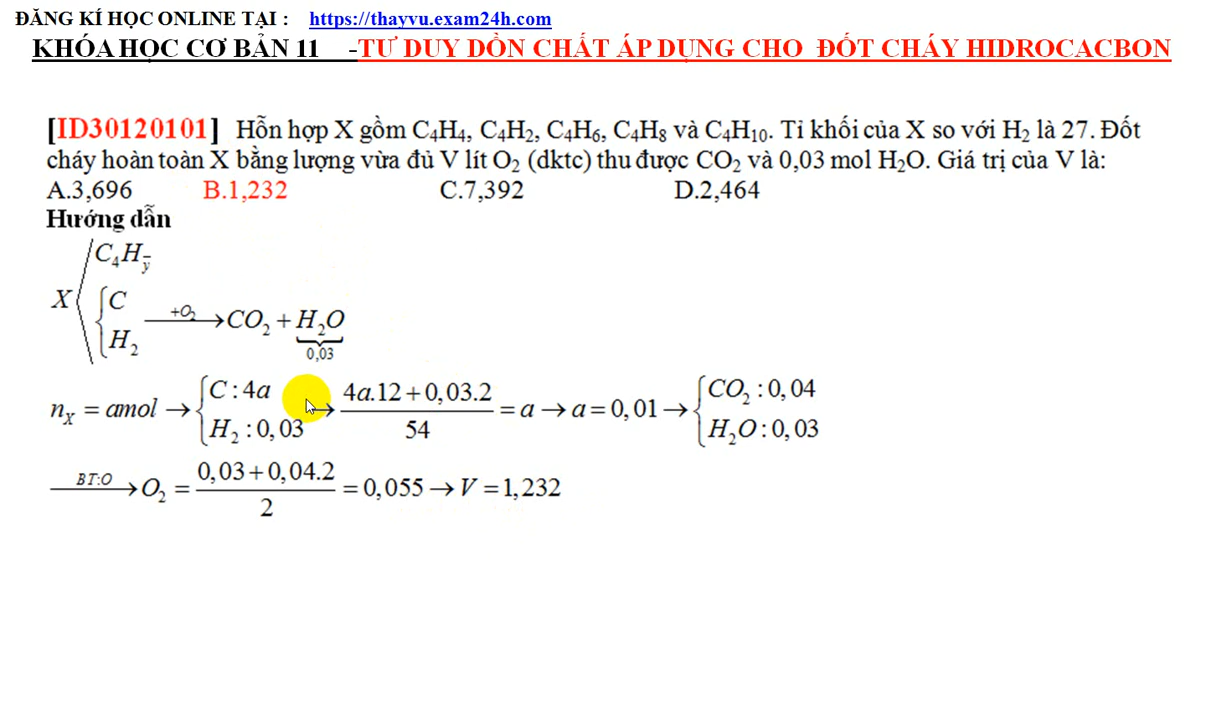 ĐĂNG KÍ HỌC ONLINE TẠI : https://thayvu.exam24h.com
KHÓA HỌC CƠ BẢN 11 -TƯ DUY DỒN CHẤT ÁP DỤNG CHO ĐỐT CHÁY HIDROCACBON
[ID30120101] Hỗn hợp X gồm C₄H₄, C₄H₂, C₄H₆, C₄H₈ và C₄H₁₀. Tỉ khối của X so với H₂ là 27. Đốt
cháy hoàn toàn X bằng lượng vừa đủ V lít O₂ (dktc) thu được CO₂ và 0,03 mol H₂O. Giá trị của V là:
A.3,696 B.1,232 C.7,392 D.2,464
Hướng dẫn
X ⟨ C₄H_ȳ
{ C
{ H₂ —+O₂→ CO₂ + H₂O
0,03
n_X = amol → { C : 4a ; H₂ : 0,03 → (4a.12 + 0,03.2)/54 = a → a = 0,01 → { CO₂ : 0,04 ; H₂O : 0,03
—BT:O→ O₂ = (0,03 + 0,04.2)/2 = 0,055 → V = 1,232